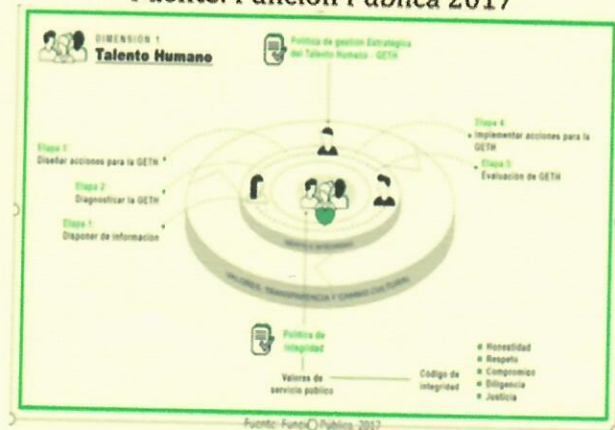 Fuente: Función Pública 2017
DIMENSIÓN 1
Talento Humano
Política de gestión Estratégica
del Talento Humano - GETH
Etapa 4:
Implementar acciones para la
GETH
Etapa
Diseñar acciones para la GETH
Evaluación de GETH
Etapa 2:
Diagnosticar la GETH
Etapa 1:
Disponer de información
VALORES, TRANSPARENCIA Y CAMBIO CULTURAL
Política de
integridad
Valores de
servicio público
Código de
integridad
Honestidad
Respeto
Compromiso
Diligencia
Justicia
Fuente: Función Pública, 2017